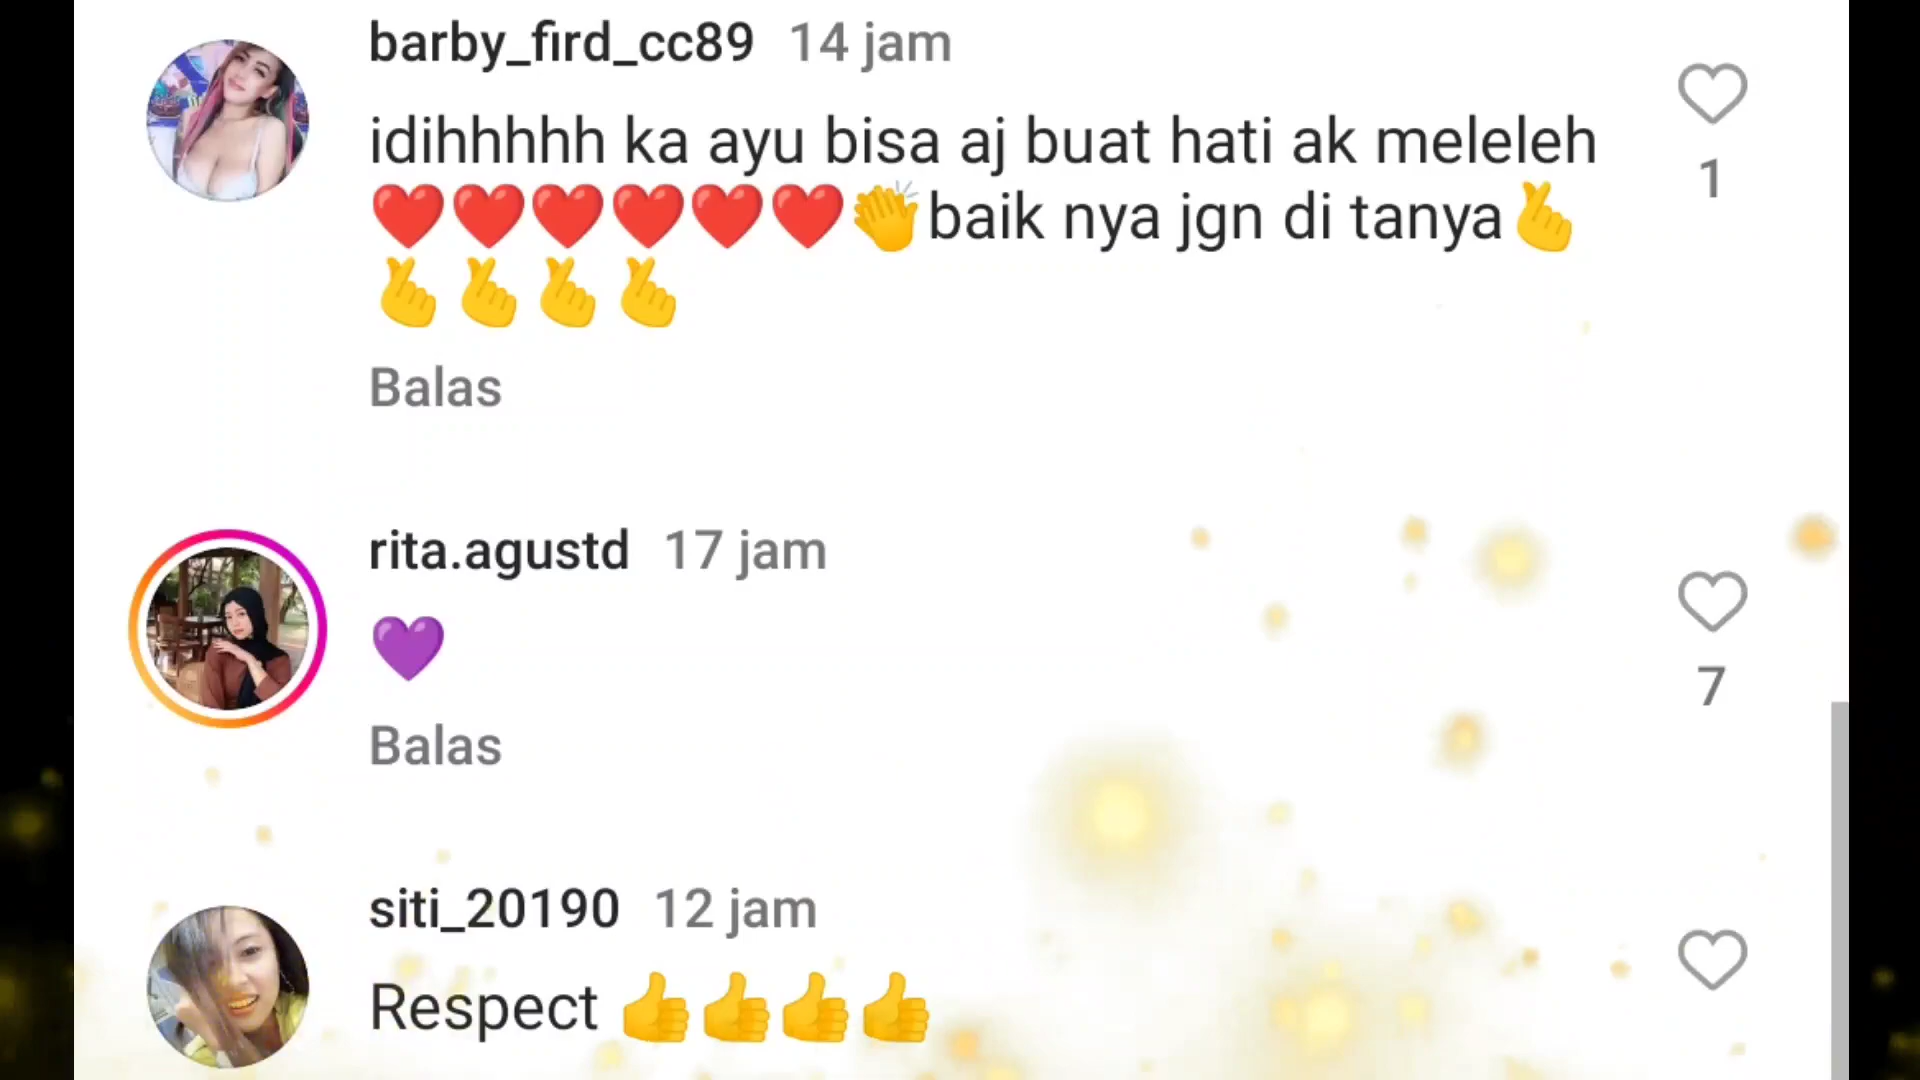 barby_fird_cc89 14 jam
idihhhhh ka ayu bisa aj buat hati ak meleleh
❤️❤️❤️❤️❤️❤️👏baik nya jgn di tanya🫰
🫰🫰🫰🫰
1
Balas
rita.agustd 17 jam
💜
7
Balas
siti_20190 12 jam
Respect 👍👍👍👍